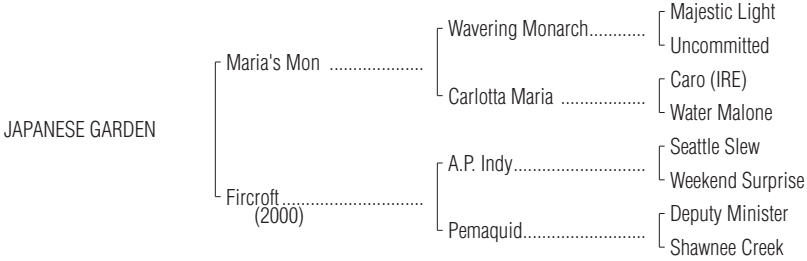 Majestic Light
Wavering Monarch............
Uncommitted
Maria's Mon ....................
Caro (IRE)
Carlotta Maria ..................
Water Malone
JAPANESE GARDEN
Seattle Slew
A.P. Indy............................
Weekend Surprise
Fircroft ..............................
(2000)
Deputy Minister
Pemaquid..........................
Shawnee Creek